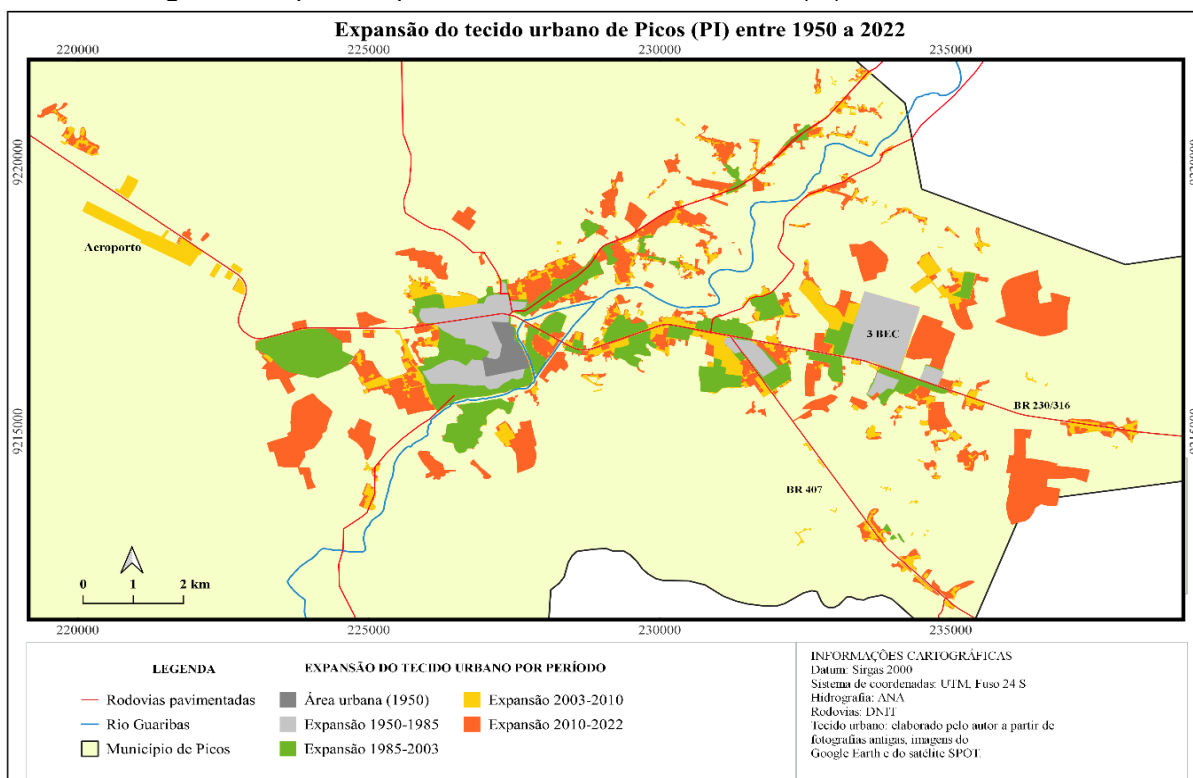 Expansão do tecido urbano de Picos (PI) entre 1950 a 2022
220000 225000 230000 235000
9220000
9220000
Aeroporto
3 BEC
BR 230/316
9215000
9215000
BR 407
0 1 2 km
220000 225000 230000 235000
LEGENDA
Rodovias pavimentadas
Rio Guaribas
Município de Picos
EXPANSÃO DO TECIDO URBANO POR PERÍODO
Área urbana (1950)
Expansão 1950-1985
Expansão 1985-2003
Expansão 2003-2010
Expansão 2010-2022
INFORMAÇÕES CARTOGRÁFICAS
Datum: Sirgas 2000
Sistema de coordenadas: UTM, Fuso 24 S
Hidrografia: ANA
Rodovias: DNIT
Tecido urbano: elaborado pelo autor a partir de
fotografias antigas, imagens do
Google Earth e do satélite SPOT.